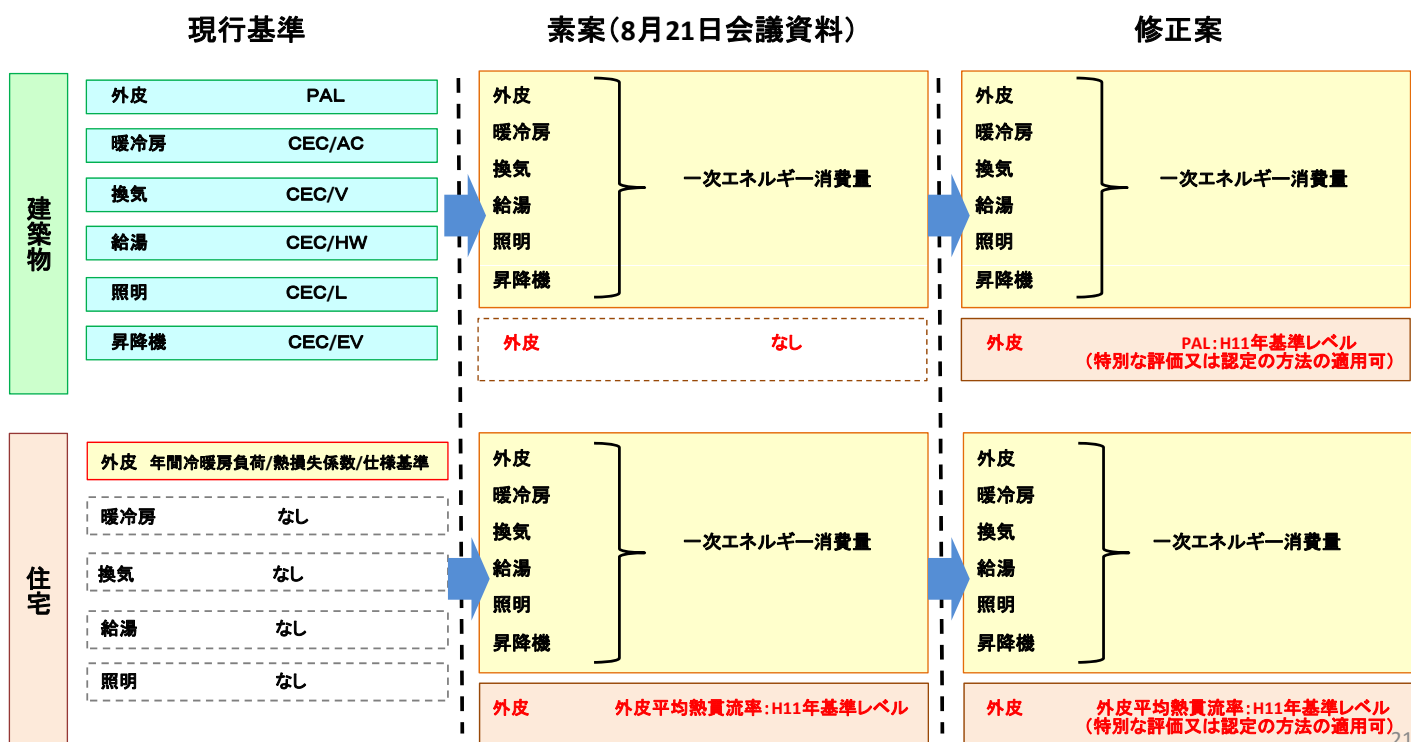 現行基準
素案(8月21日会議資料)
修正案
建築物
外皮 PAL
暖冷房 CEC/AC
換気 CEC/V
給湯 CEC/HW
照明 CEC/L
昇降機 CEC/EV
外皮
暖冷房
換気
給湯
照明
昇降機
一次エネルギー消費量
外皮 なし
外皮
暖冷房
換気
給湯
照明
昇降機
一次エネルギー消費量
外皮 PAL:H11年基準レベル
(特別な評価又は認定の方法の適用可)
住宅
外皮 年間冷暖房負荷/熱損失係数/仕様基準
暖冷房 なし
換気 なし
給湯 なし
照明 なし
外皮
暖冷房
換気
給湯
照明
昇降機
一次エネルギー消費量
外皮 外皮平均熱貫流率:H11年基準レベル
外皮
暖冷房
換気
給湯
照明
昇降機
一次エネルギー消費量
外皮 外皮平均熱貫流率:H11年基準レベル
(特別な評価又は認定の方法の適用可)
21